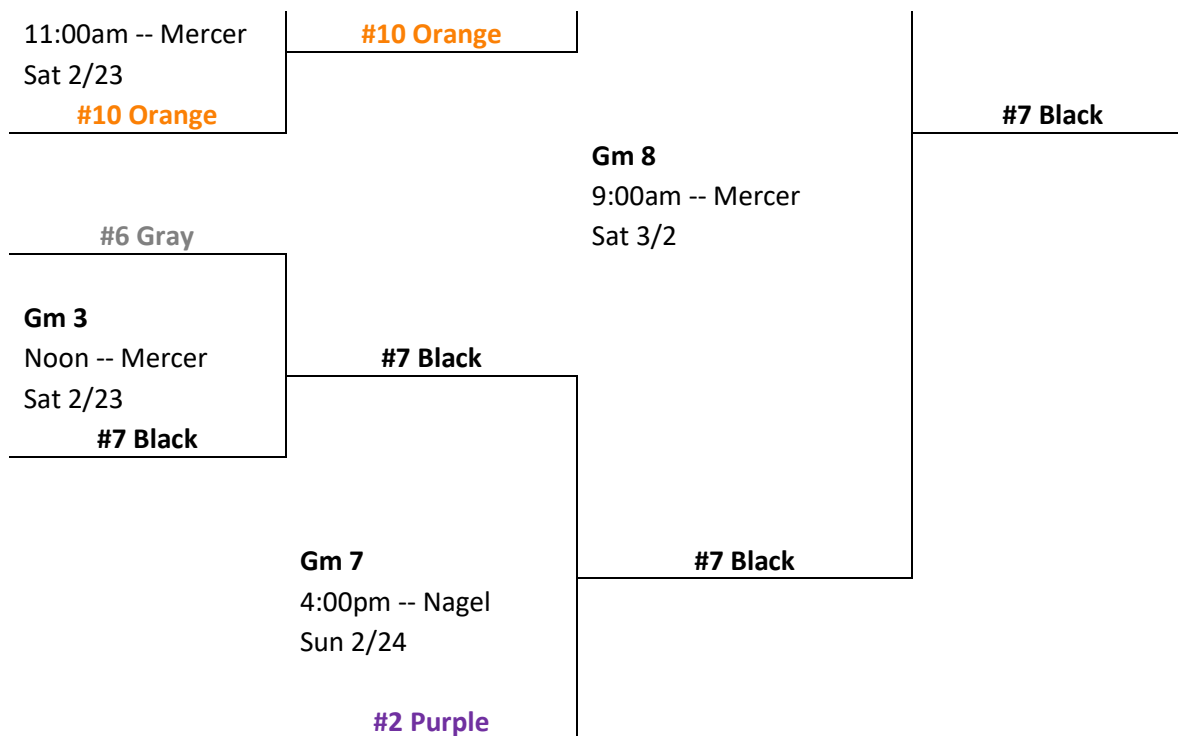 11:00am -- Mercer
#10 Orange
Sat 2/23
#10 Orange
#7 Black
Gm 8
9:00am -- Mercer
#6 Gray
Sat 3/2
Gm 3
Noon -- Mercer
#7 Black
Sat 2/23
#7 Black
Gm 7
#7 Black
4:00pm -- Nagel
Sun 2/24
#2 Purple